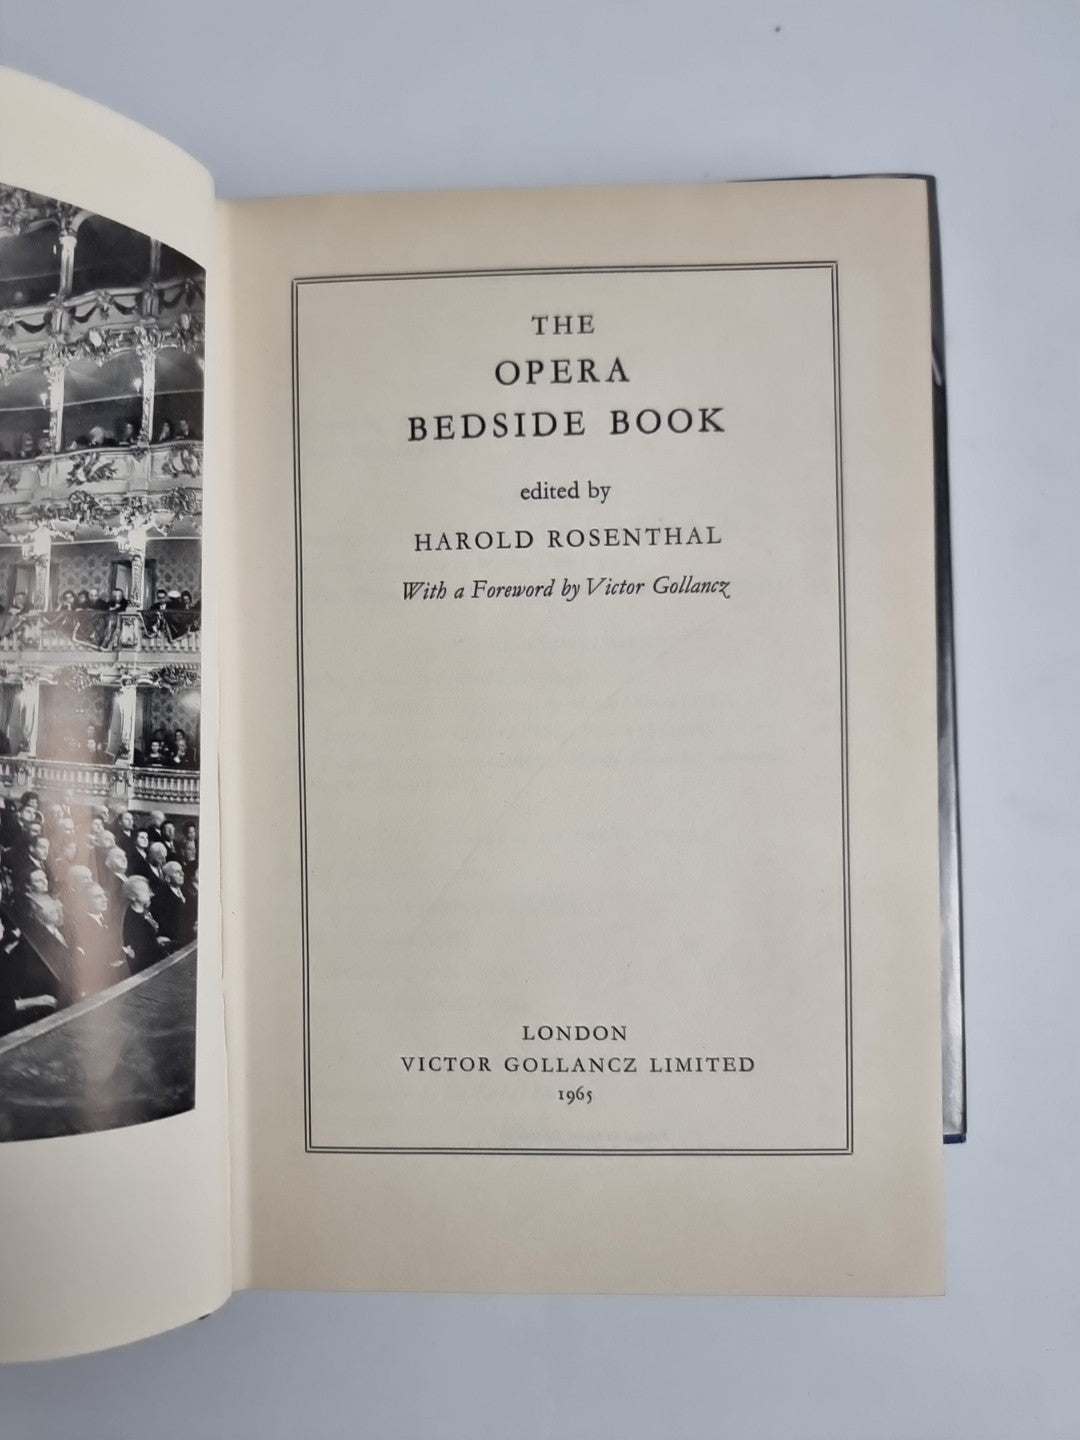 THE
OPERA
BEDSIDE BOOK
edited by
HAROLD ROSENTHAL
With a Foreword by Victor Gollancz
LONDON
VICTOR GOLLANCZ LIMITED
1965